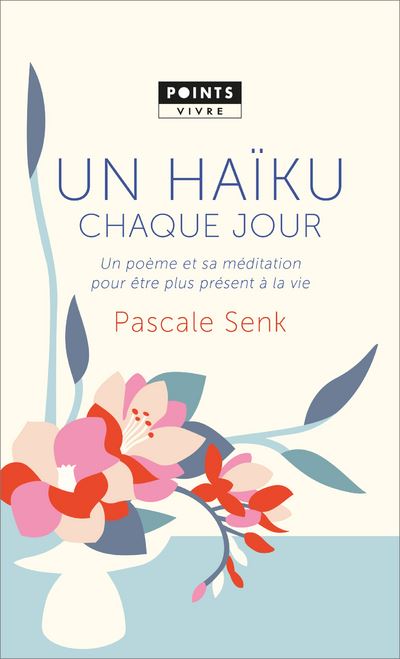 POINTS
VIVRE
UN HAÏKU
CHAQUE JOUR
Un poème et sa méditation
pour être plus présent à la vie
Pascale Senk